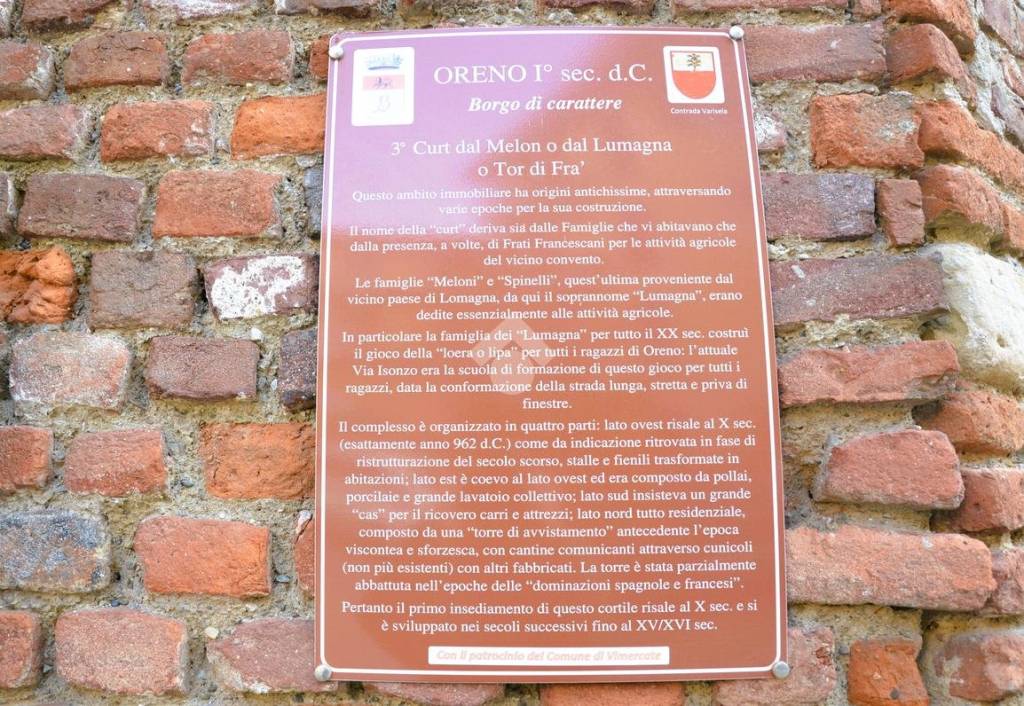 ORENO I° sec. d.C.
Borgo di carattere
Contrada Varisela
3° Curt dal Melon o dal Lumagna
o Tor di Fra’
Questo ambito immobiliare ha origini antichissime, attraversando
varie epoche per la sua costruzione.
Il nome della “curt” deriva sia dalle Famiglie che vi abitavano che
dalla presenza, a volte, di Frati Francescani per le attività agricole
del vicino convento.
Le famiglie “Meloni” e “Spinelli”, quest’ultima proveniente dal
vicino paese di Lomagna, da qui il soprannome “Lumagna”, erano
dedite essenzialmente alle attività agricole.
In particolare la famiglia dei “Lumagna” per tutto il XX sec. costruì
il gioco della “loera o lipa” per tutti i ragazzi di Oreno: l’attuale
Via Isonzo era la scuola di formazione di questo gioco per tutti i
ragazzi, data la conformazione della strada lunga, stretta e priva di
finestre.
Il complesso è organizzato in quattro parti: lato ovest risale al X sec.
(esattamente anno 962 d.C.) come da indicazione ritrovata in fase di
ristrutturazione del secolo scorso, stalle e fienili trasformate in
abitazioni; lato est è coevo al lato ovest ed era composto da pollai,
porcilaie e grande lavatoio collettivo; lato sud insisteva un grande
“cas” per il ricovero carri e attrezzi; lato nord tutto residenziale,
composto da una “torre di avvistamento” antecedente l’epoca
viscontea e sforzesca, con cantine comunicanti attraverso cunicoli
(non più esistenti) con altri fabbricati. La torre è stata parzialmente
abbattuta nell’epoche delle “dominazioni spagnole e francesi”.
Pertanto il primo insediamento di questo cortile risale al X sec. e si
è sviluppato nei secoli successivi fino al XV/XVI sec.
Con il patrocinio del Comune di Vimercate